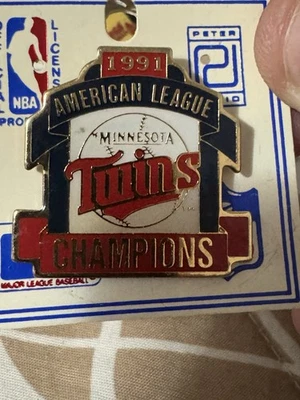 PETER
NBA
1991
AMERICAN LEAGUE
MINNESOTA
Twins
CHAMPIONS
MAJOR LEAGUE BASEBALL